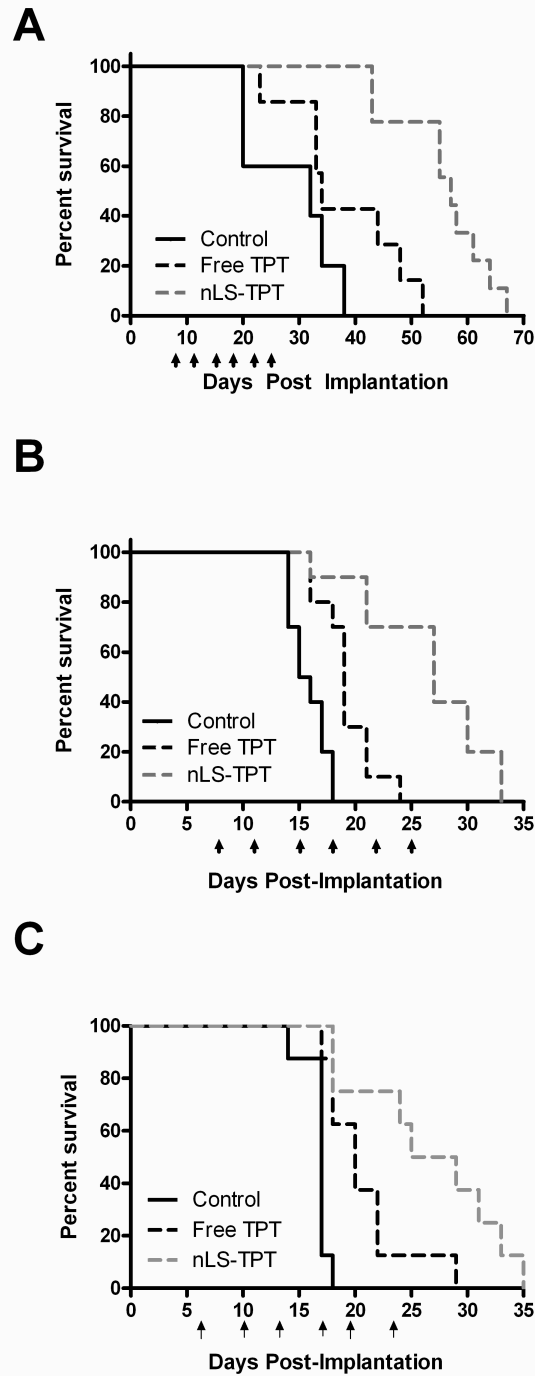 A
Percent survival
100
80
60
40
20
0
Control
Free TPT
nLS-TPT
0 10 20 30 40 50 60 70
Days Post Implantation
B
Percent survival
100
80
60
40
20
0
Control
Free TPT
nLS-TPT
0 5 10 15 20 25 30 35
Days Post-Implantation
C
Percent survival
100
80
60
40
20
0
Control
Free TPT
nLS-TPT
0 5 10 15 20 25 30 35
Days Post-Implantation